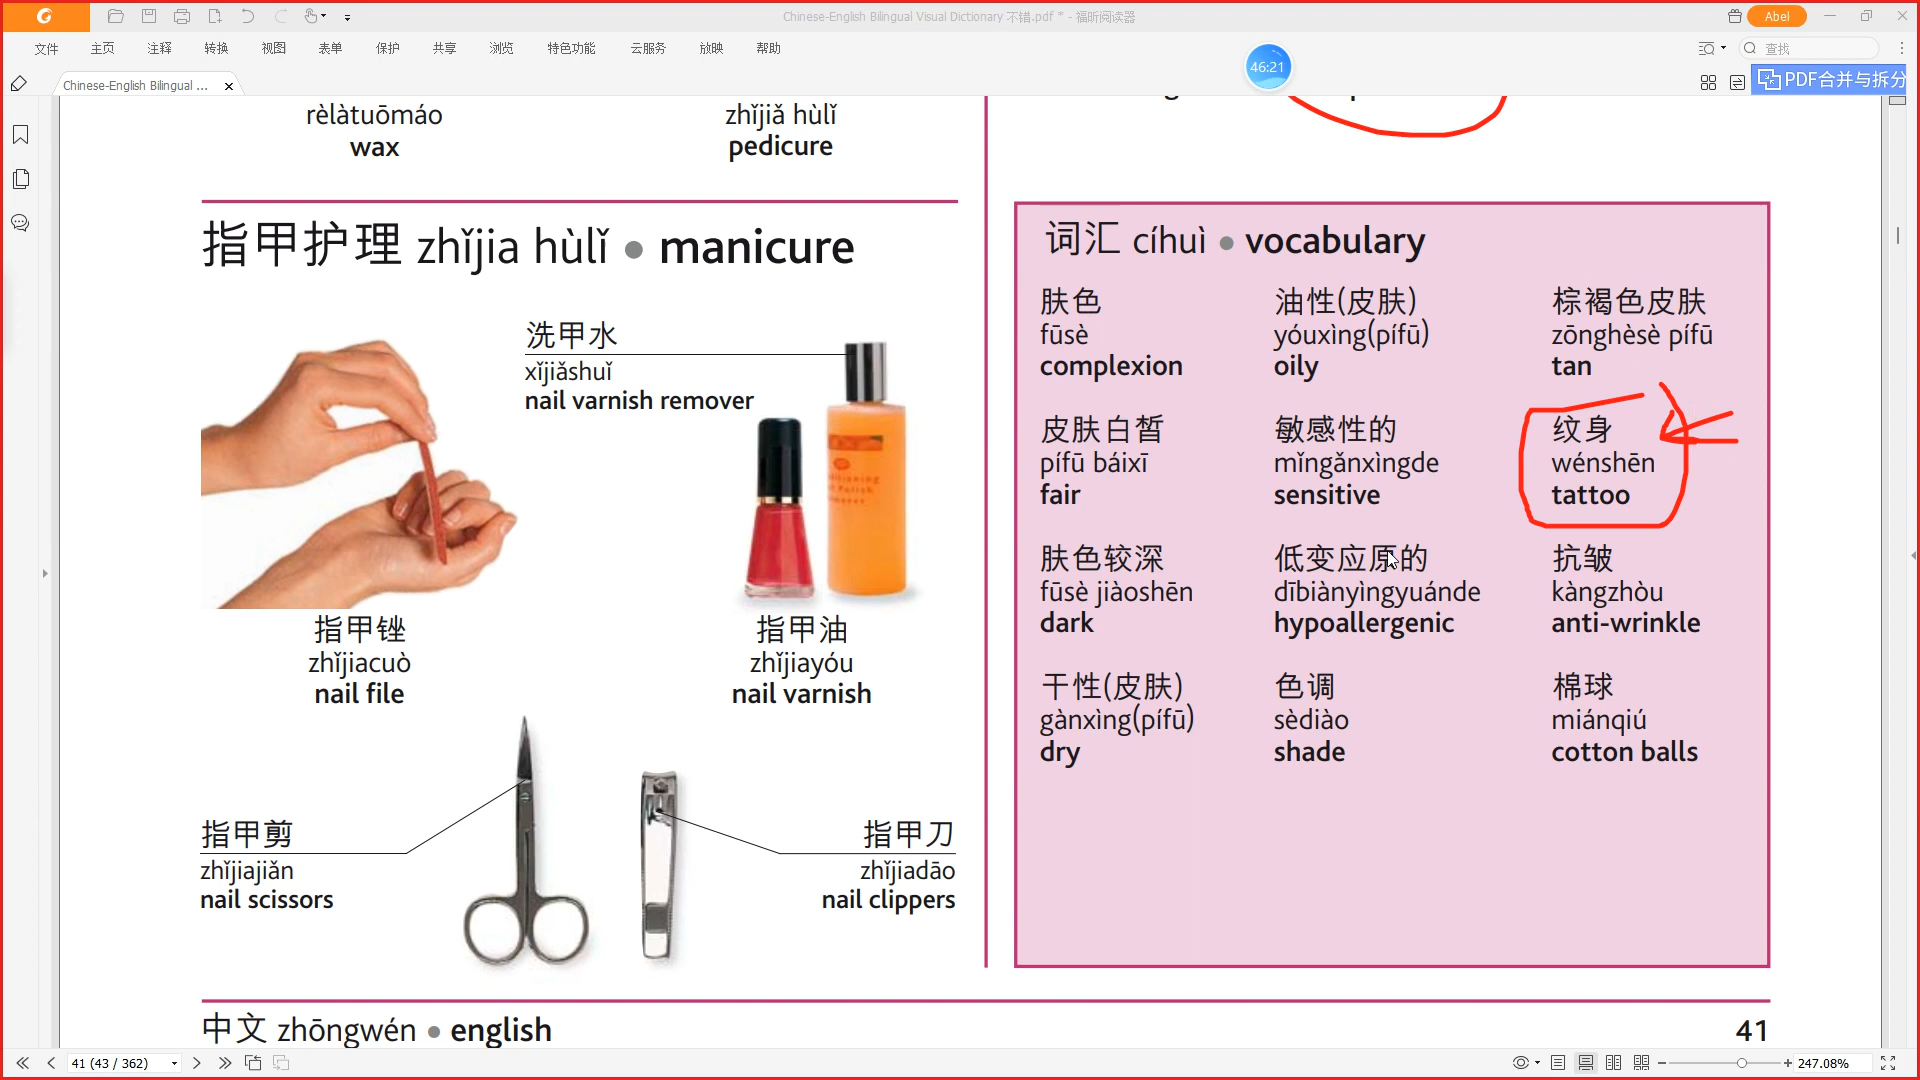 Chinese-English Bilingual Visual Dictionary 不错.pdf * - 福昕阅读器
Abel
文件 主页 注释 转换 视图 表单 保护 共享 浏览 特色功能 云服务 放映 帮助
查找
46:21
Chinese-English Bilingual ...
PDF合并与拆分
rèlàtuōmáo
wax
zhǐjiǎ hùlǐ
pedicure
指甲护理 zhǐjia hùlǐ • manicure
洗甲水
xǐjiǎshuǐ
nail varnish remover
指甲锉
zhǐjiacuò
nail file
指甲油
zhǐjiayóu
nail varnish
指甲剪
zhǐjiajiǎn
nail scissors
指甲刀
zhǐjiadāo
nail clippers
词汇 cíhuì • vocabulary
肤色
fūsè
complexion
皮肤白皙
pífū báixī
fair
肤色较深
fūsè jiàoshēn
dark
干性(皮肤)
gànxìng(pífū)
dry
油性(皮肤)
yóuxìng(pífū)
oily
敏感性的
mǐngǎnxìngde
sensitive
低变应原的
dībiànyìngyuánde
hypoallergenic
色调
sèdiào
shade
棕褐色皮肤
zōnghèsè pífū
tan
纹身
wénshēn
tattoo
抗皱
kàngzhòu
anti-wrinkle
棉球
miánqiú
cotton balls
中文 zhōngwén • english
41
41 (43 / 362)
247.08%